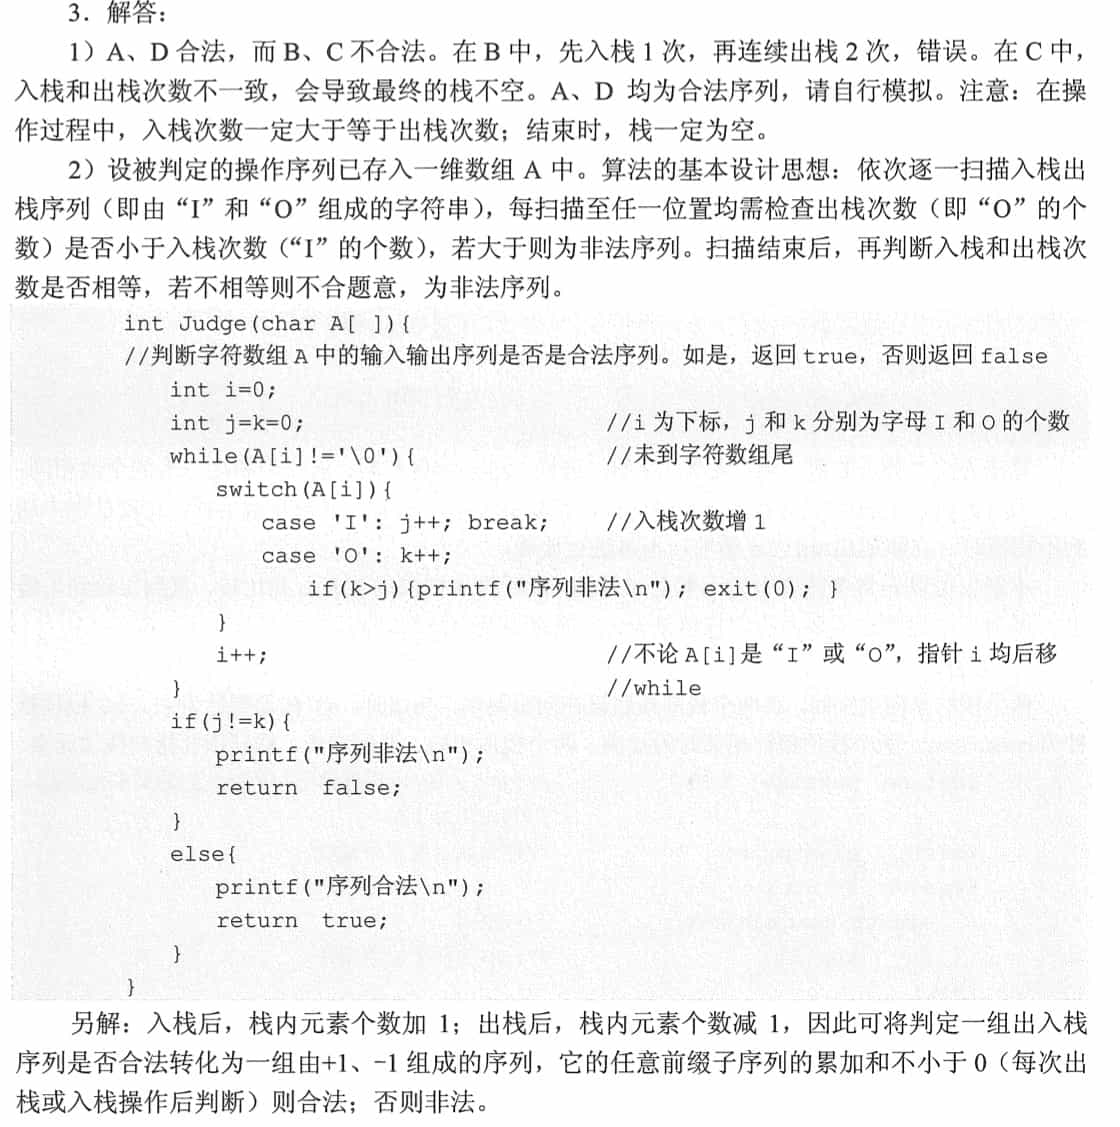 3．解答：
1）A、D 合法，而 B、C 不合法。在 B 中，先入栈 1 次，再连续出栈 2 次，错误。在 C 中，
入栈和出栈次数不一致，会导致最终的栈不空。A、D 均为合法序列，请自行模拟。注意：在操
作过程中，入栈次数一定大于等于出栈次数；结束时，栈一定为空。
2）设被判定的操作序列已存入一维数组 A 中。算法的基本设计思想：依次逐一扫描入栈出
栈序列（即由“I”和“O”组成的字符串），每扫描至任一位置均需检查出栈次数（即“O”的个
数）是否小于入栈次数（“I”的个数），若大于则为非法序列。扫描结束后，再判断入栈和出栈次
数是否相等，若不相等则不合题意，为非法序列。
int Judge(char A[ ]){
//判断字符数组 A 中的输入输出序列是否是合法序列。如是，返回 true，否则返回 false
int i=0;
int j=k=0; //i 为下标，j 和 k 分别为字母 I 和 O 的个数
while(A[i]!='\0'){ //未到字符数组尾
switch(A[i]){
case 'I': j++; break; //入栈次数增 1
case 'O': k++;
if(k>j){printf("序列非法\n"); exit(0); }
}
i++; //不论 A[i]是“I”或“O”，指针 i 均后移
} //while
if(j!=k){
printf("序列非法\n");
return false;
}
else{
printf("序列合法\n");
return true;
}
}
另解：入栈后，栈内元素个数加 1；出栈后，栈内元素个数减 1，因此可将判定一组出入栈
序列是否合法转化为一组由+1、-1 组成的序列，它的任意前缀子序列的累加和不小于 0（每次出
栈或入栈操作后判断）则合法；否则非法。